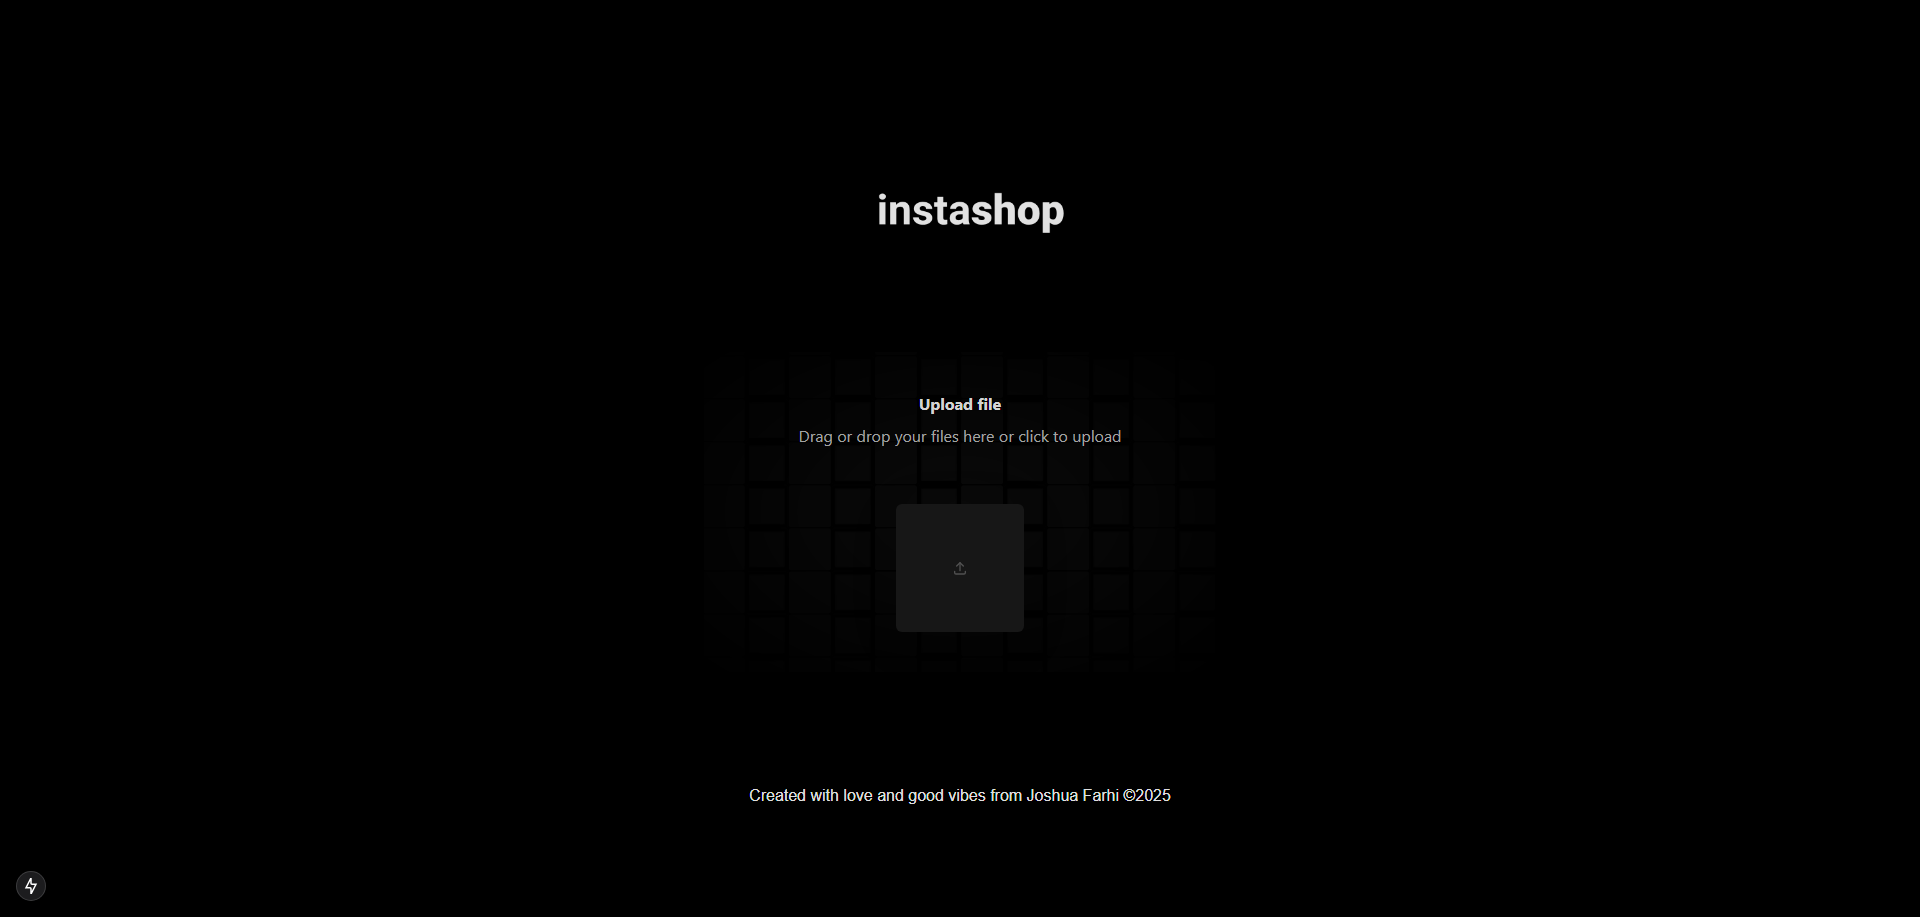 instashop
Upload file
Drag or drop your files here or click to upload
Created with love and good vibes from Joshua Farhi ©2025